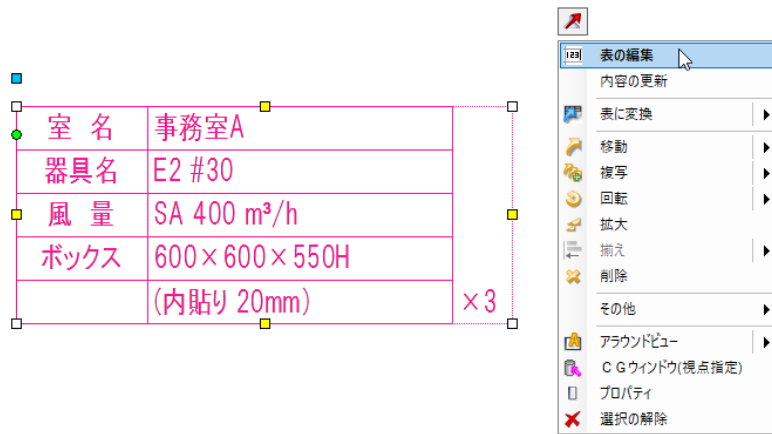 室 名 事務室A
器具名 E2 #30
風 量 SA 400 m³/h
ボックス 600×600×550H
(内貼り 20mm) ×3
123 表の編集
内容の更新
表に変換
移動
複写
回転
拡大
揃え
削除
その他
アラウンドビュー
CGウィンドウ(視点指定)
プロパティ
選択の解除